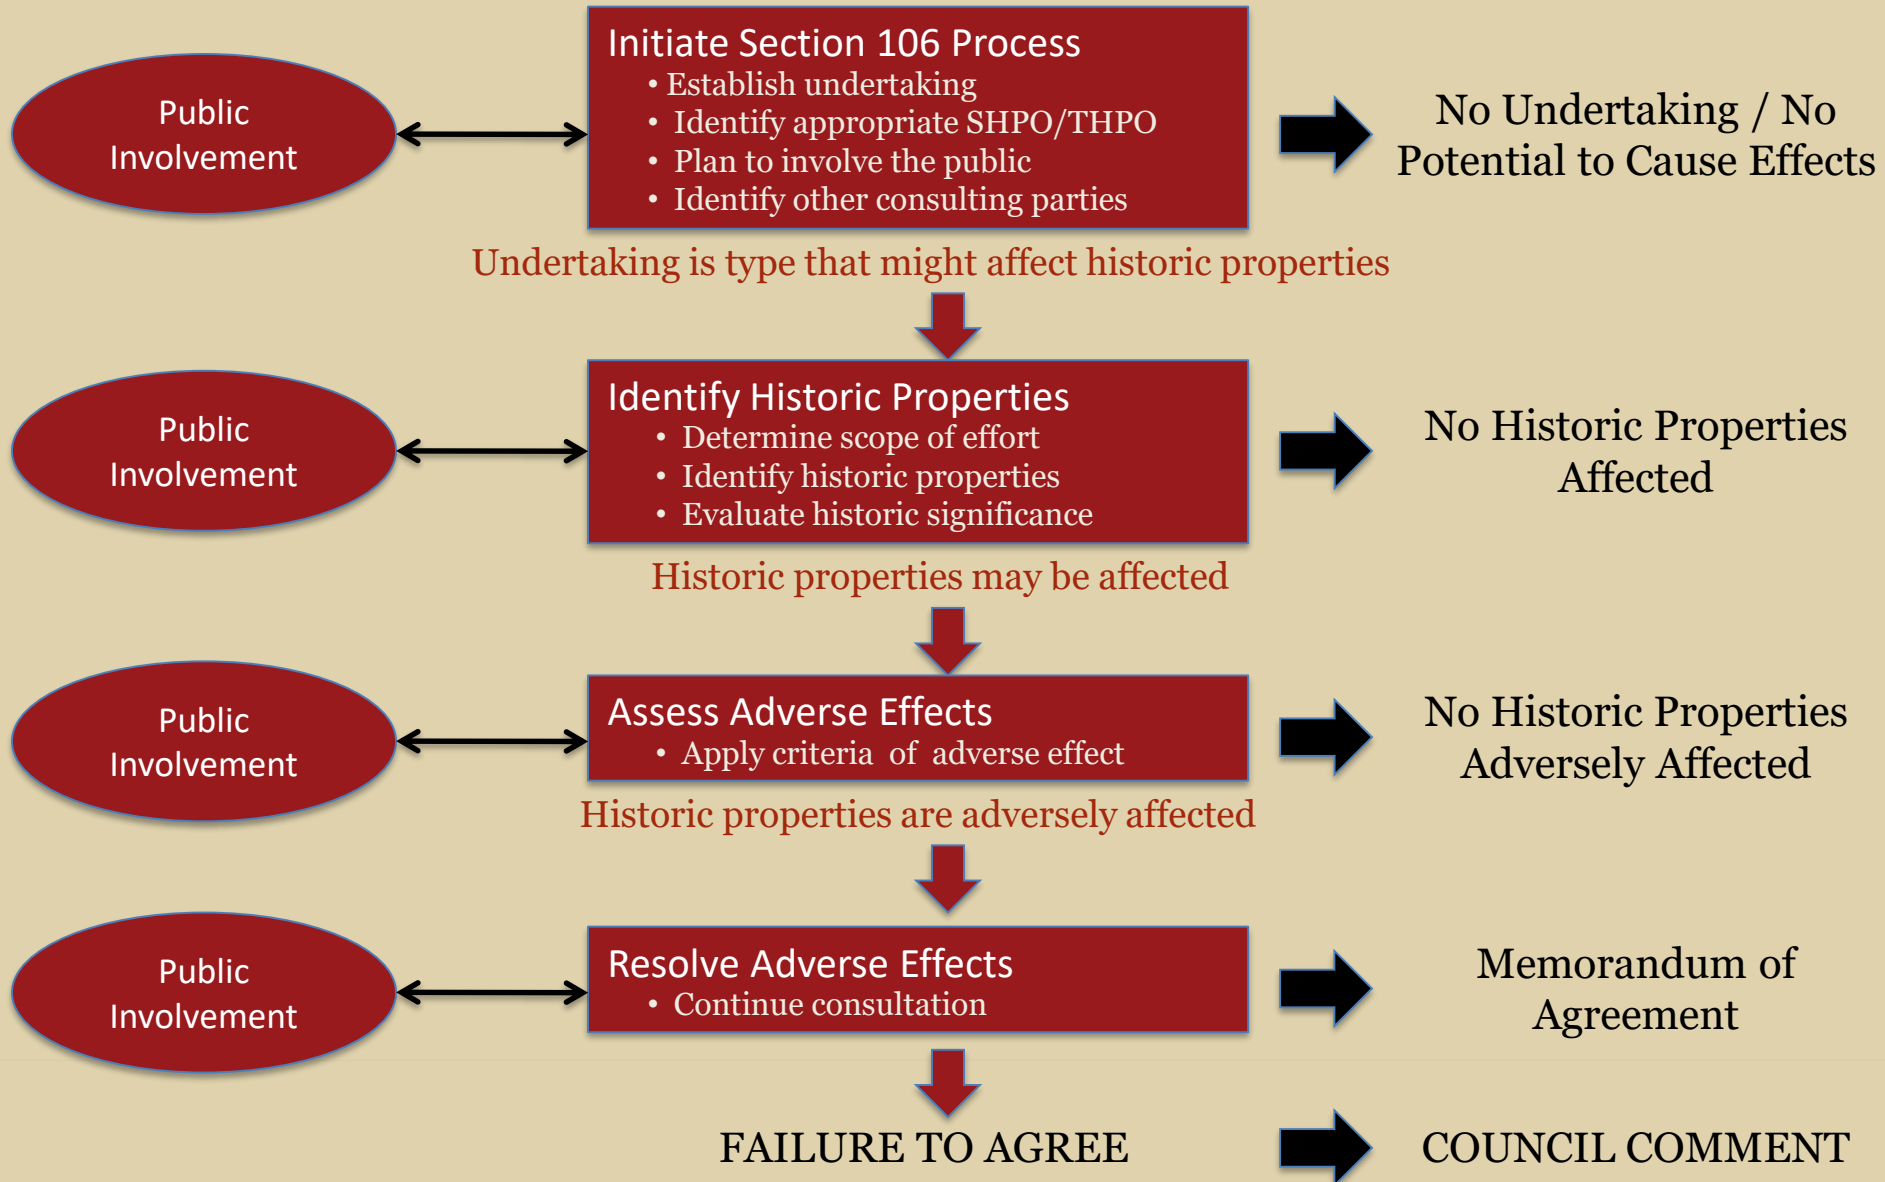 Public
Involvement
Initiate Section 106 Process
• Establish undertaking
• Identify appropriate SHPO/THPO
• Plan to involve the public
• Identify other consulting parties
No Undertaking / No
Potential to Cause Effects
Undertaking is type that might affect historic properties
Public
Involvement
Identify Historic Properties
• Determine scope of effort
• Identify historic properties
• Evaluate historic significance
No Historic Properties
Affected
Historic properties may be affected
Public
Involvement
Assess Adverse Effects
• Apply criteria of adverse effect
No Historic Properties
Adversely Affected
Historic properties are adversely affected
Public
Involvement
Resolve Adverse Effects
• Continue consultation
Memorandum of
Agreement
FAILURE TO AGREE
COUNCIL COMMENT